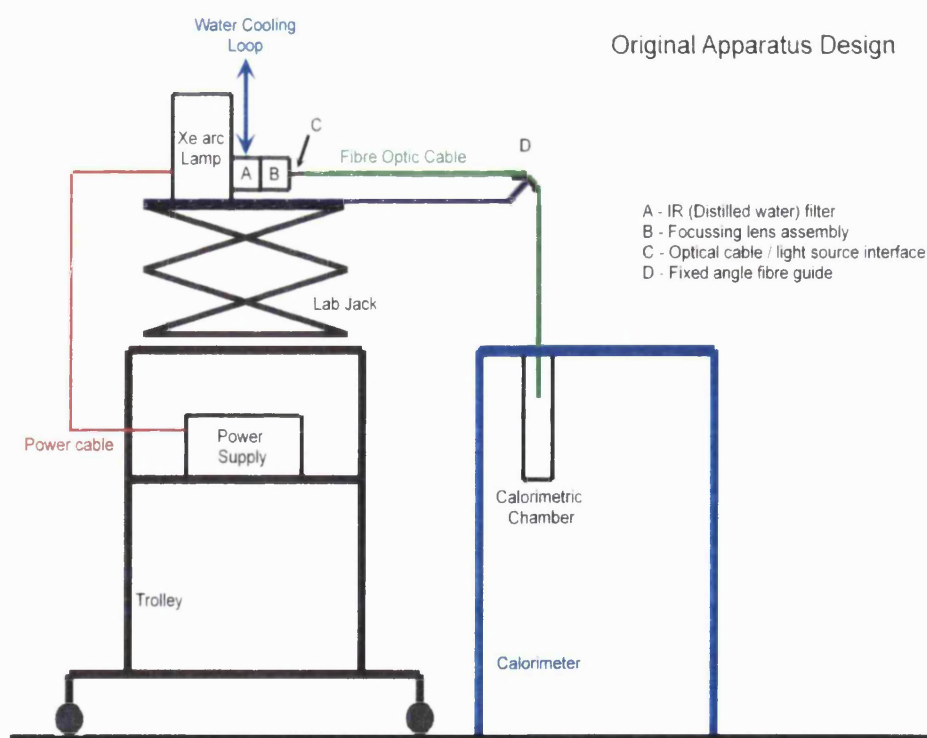 Water Cooling
Loop
Original Apparatus Design
Xe arc
Lamp
A
B
C
Fibre Optic Cable
D
A - IR (Distilled water) filter
B - Focussing lens assembly
C - Optical cable / light source interface
D - Fixed angle fibre guide
Lab Jack
Power cable
Power
Supply
Calorimetric
Chamber
Trolley
Calorimeter